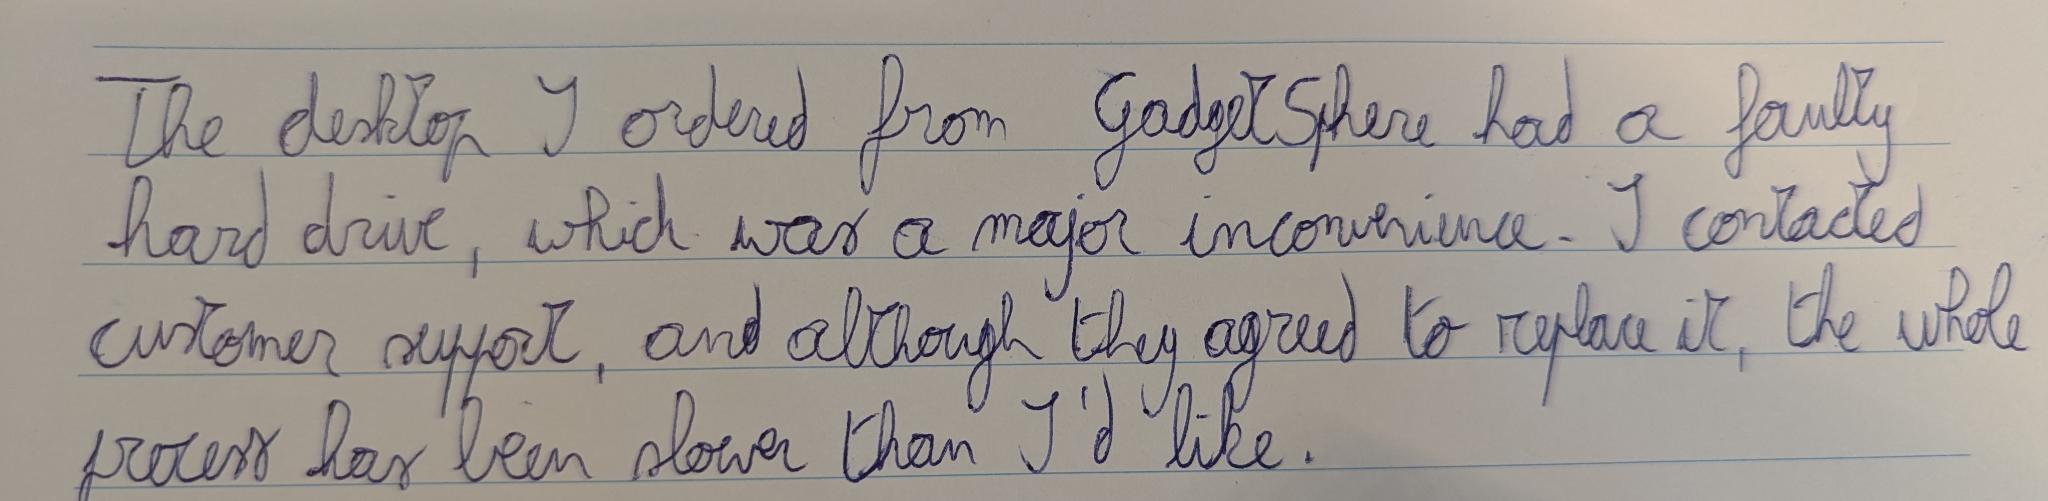 The desktop I ordered from GadgetSphere had a faulty
hard drive, which was a major inconvenience. I contacted
customer support, and although they agreed to replace it, the whole
process has been slower than I'd like.